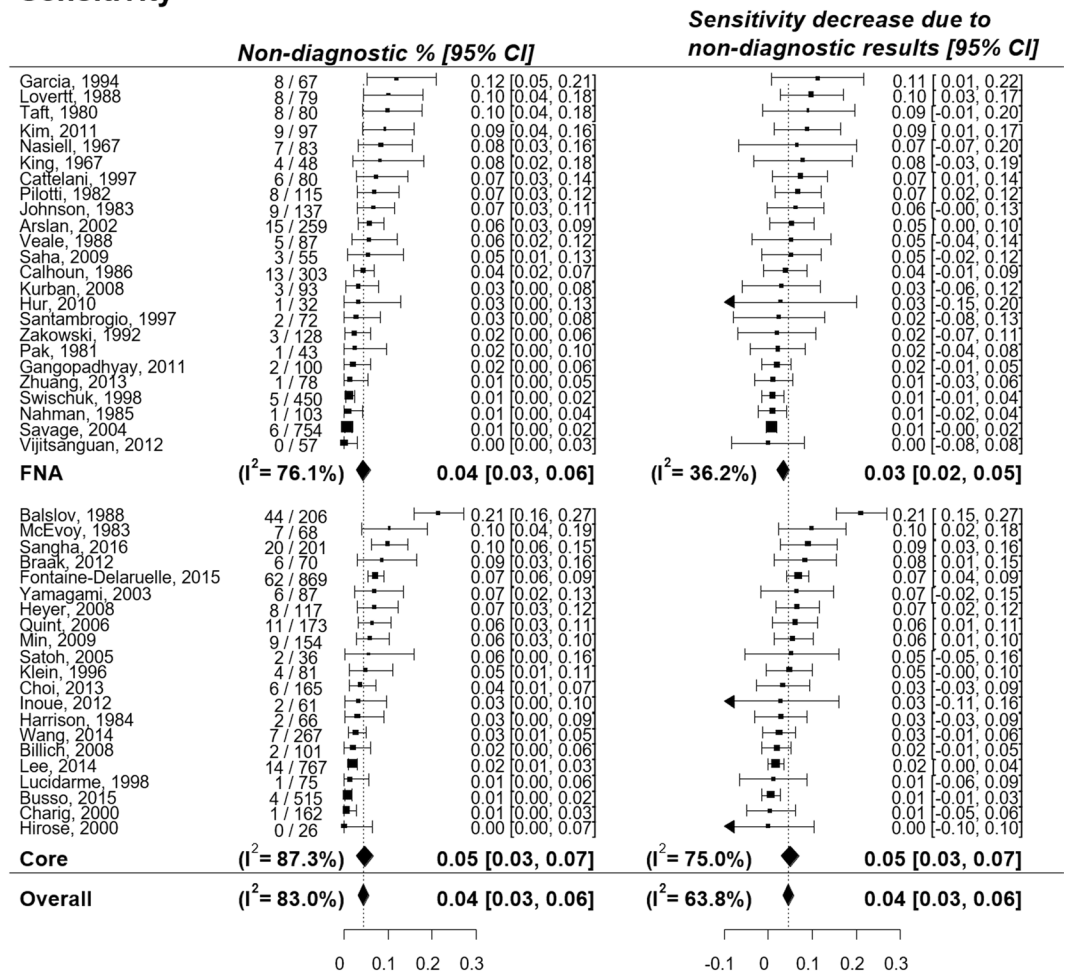 Sensitivity
Non-diagnostic % [95% CI]
Sensitivity decrease due to
non-diagnostic results [95% CI]
Garcia, 1994 8 / 67 0.12 [0.05, 0.21] 0.11 [ 0.01, 0.22]
Lovertt, 1988 8 / 79 0.10 [0.04, 0.18] 0.10 [ 0.03, 0.17]
Taft, 1980 8 / 80 0.10 [0.04, 0.18] 0.09 [-0.01, 0.20]
Kim, 2011 9 / 97 0.09 [0.04, 0.16] 0.09 [ 0.01, 0.17]
Nasiell, 1967 7 / 83 0.08 [0.03, 0.16] 0.07 [-0.07, 0.20]
King, 1967 4 / 48 0.08 [0.02, 0.18] 0.08 [-0.03, 0.19]
Cattelani, 1997 6 / 80 0.07 [0.03, 0.14] 0.07 [ 0.01, 0.14]
Pilotti, 1982 8 / 115 0.07 [0.03, 0.12] 0.07 [ 0.02, 0.12]
Johnson, 1983 9 / 137 0.07 [0.03, 0.11] 0.06 [-0.00, 0.13]
Arslan, 2002 15 / 259 0.06 [0.03, 0.09] 0.05 [ 0.00, 0.10]
Veale, 1988 5 / 87 0.06 [0.02, 0.12] 0.05 [-0.04, 0.14]
Saha, 2009 3 / 55 0.05 [0.01, 0.13] 0.05 [-0.02, 0.12]
Calhoun, 1986 13 / 303 0.04 [0.02, 0.07] 0.04 [-0.01, 0.09]
Kurban, 2008 3 / 93 0.03 [0.00, 0.08] 0.03 [-0.06, 0.12]
Hur, 2010 1 / 32 0.03 [0.00, 0.13] 0.03 [-0.15, 0.20]
Santambrogio, 1997 2 / 72 0.03 [0.00, 0.08] 0.02 [-0.08, 0.13]
Zakowski, 1992 3 / 128 0.02 [0.00, 0.06] 0.02 [-0.07, 0.11]
Pak, 1981 1 / 43 0.02 [0.00, 0.10] 0.02 [-0.04, 0.08]
Gangopadhyay, 2011 2 / 100 0.02 [0.00, 0.06] 0.02 [-0.01, 0.05]
Zhuang, 2013 1 / 78 0.01 [0.00, 0.05] 0.01 [-0.03, 0.06]
Swischuk, 1998 5 / 450 0.01 [0.00, 0.02] 0.01 [-0.01, 0.04]
Nahman, 1985 1 / 103 0.01 [0.00, 0.04] 0.01 [-0.02, 0.04]
Savage, 2004 6 / 754 0.01 [0.00, 0.02] 0.01 [-0.00, 0.02]
Vijitsanguan, 2012 0 / 57 0.00 [0.00, 0.03] 0.00 [-0.08, 0.08]
FNA (I²= 76.1%) 0.04 [0.03, 0.06] (I²= 36.2%) 0.03 [0.02, 0.05]
Balslov, 1988 44 / 206 0.21 [0.16, 0.27] 0.21 [ 0.15, 0.27]
McEvoy, 1983 7 / 68 0.10 [0.04, 0.19] 0.10 [ 0.02, 0.18]
Sangha, 2016 20 / 201 0.10 [0.06, 0.15] 0.09 [ 0.03, 0.16]
Braak, 2012 6 / 70 0.09 [0.03, 0.16] 0.08 [ 0.01, 0.15]
Fontaine-Delaruelle, 2015 62 / 869 0.07 [0.06, 0.09] 0.07 [ 0.04, 0.09]
Yamagami, 2003 6 / 87 0.07 [0.02, 0.13] 0.07 [-0.02, 0.15]
Heyer, 2008 8 / 117 0.07 [0.03, 0.12] 0.07 [ 0.02, 0.12]
Quint, 2006 11 / 173 0.06 [0.03, 0.11] 0.06 [ 0.01, 0.11]
Min, 2009 9 / 154 0.06 [0.03, 0.10] 0.06 [ 0.01, 0.10]
Satoh, 2005 2 / 36 0.06 [0.00, 0.16] 0.05 [-0.05, 0.16]
Klein, 1996 4 / 81 0.05 [0.01, 0.11] 0.05 [-0.00, 0.10]
Choi, 2013 6 / 165 0.04 [0.01, 0.07] 0.03 [-0.03, 0.09]
Inoue, 2012 2 / 61 0.03 [0.00, 0.10] 0.03 [-0.11, 0.16]
Harrison, 1984 2 / 66 0.03 [0.00, 0.09] 0.03 [-0.03, 0.09]
Wang, 2014 7 / 267 0.03 [0.01, 0.05] 0.03 [-0.01, 0.06]
Billich, 2008 2 / 101 0.02 [0.00, 0.06] 0.02 [-0.01, 0.05]
Lee, 2014 14 / 767 0.02 [0.01, 0.03] 0.02 [ 0.00, 0.04]
Lucidarme, 1998 1 / 75 0.01 [0.00, 0.06] 0.01 [-0.06, 0.09]
Busso, 2015 4 / 515 0.01 [0.00, 0.02] 0.01 [-0.01, 0.03]
Charig, 2000 1 / 162 0.01 [0.00, 0.03] 0.01 [-0.05, 0.06]
Hirose, 2000 0 / 26 0.00 [0.00, 0.07] 0.00 [-0.10, 0.10]
Core (I²= 87.3%) 0.05 [0.03, 0.07] (I²= 75.0%) 0.05 [0.03, 0.07]
Overall (I²= 83.0%) 0.04 [0.03, 0.06] (I²= 63.8%) 0.04 [0.03, 0.06]
0 0.1 0.2 0.3 -0.1 0 0.1 0.2 0.3